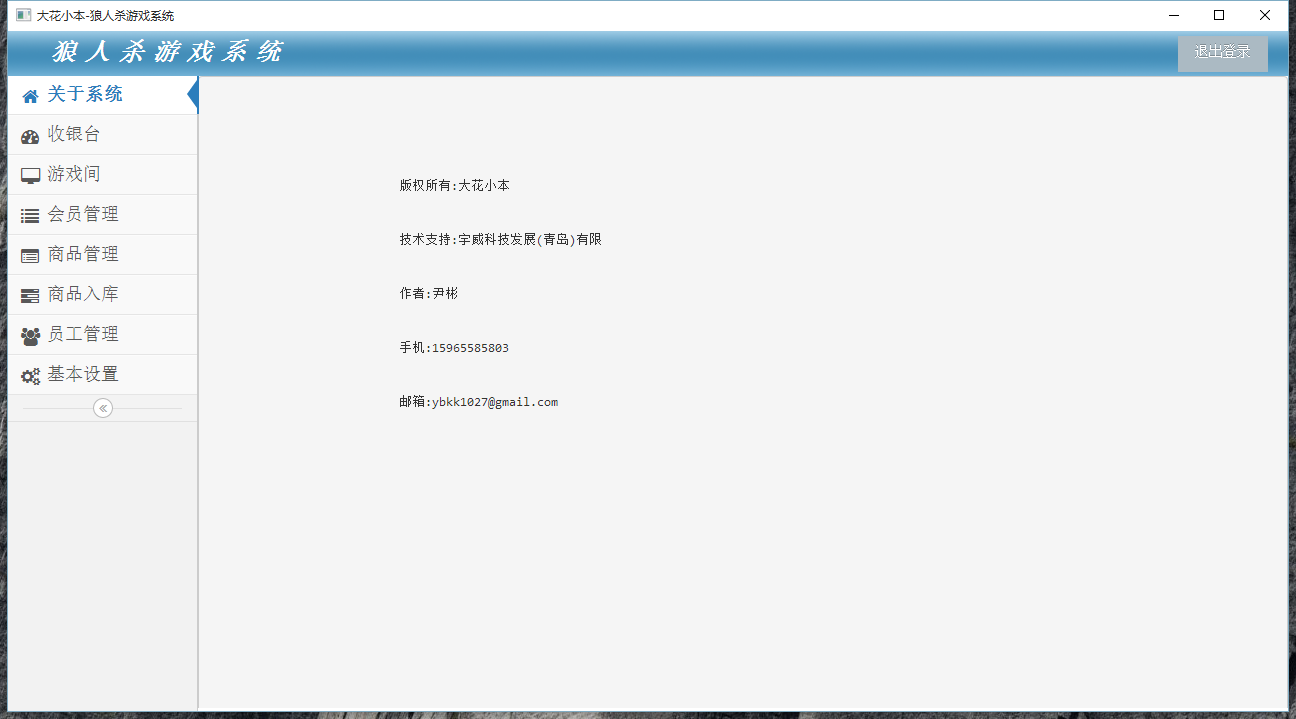 大花小本-狼人杀游戏系统
狼人杀游戏系统
退出登录
关于系统
收银台
游戏间
会员管理
商品管理
商品入库
员工管理
基本设置
版权所有:大花小本
技术支持:宇威科技发展(青岛)有限
作者:尹彬
手机:15965585803
邮箱:ybkk1027@gmail.com